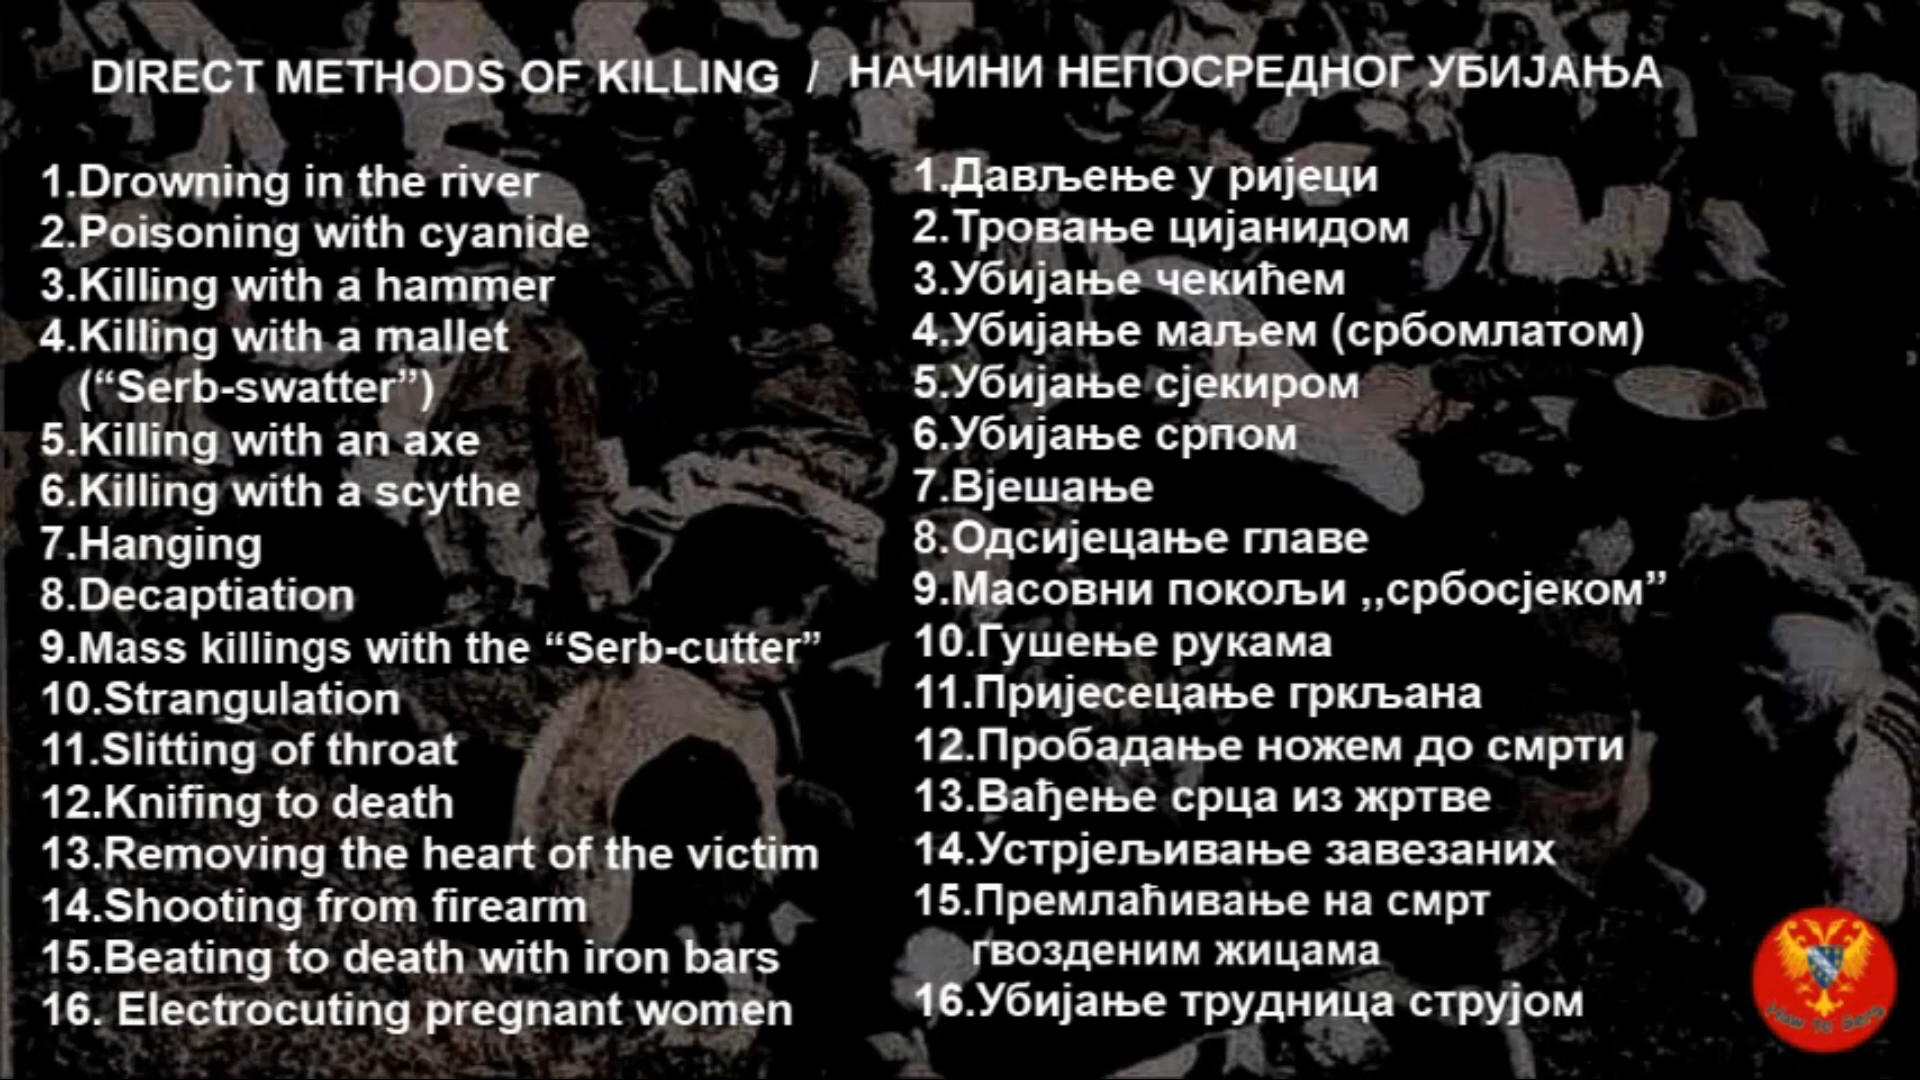 DIRECT METHODS OF KILLING / НАЧИНИ НЕПОСРЕДНОГ УБИЈАЊА
1.Drowning in the river
2.Poisoning with cyanide
3.Killing with a hammer
4.Killing with a mallet
(“Serb-swatter”)
5.Killing with an axe
6.Killing with a scythe
7.Hanging
8.Decaptiation
9.Mass killings with the “Serb-cutter”
10.Strangulation
11.Slitting of throat
12.Knifing to death
13.Removing the heart of the victim
14.Shooting from firearm
15.Beating to death with iron bars
16. Electrocuting pregnant women
1.Дављење у ријеци
2.Тровање цијанидом
3.Убијање чекићем
4.Убијање маљем (србомлатом)
5.Убијање сјекиром
6.Убијање српом
7.Вјешање
8.Одсијецање главе
9.Масовни покољи ,,србосјеком”
10.Гушење рукама
11.Пријесецање гркљана
12.Пробадање ножем до смрти
13.Вађење срца из жртве
14.Устрјељивање завезаних
15.Премлаћивање на смрт
гвозденим жицама
16.Убијање трудница струјом
How to Serb